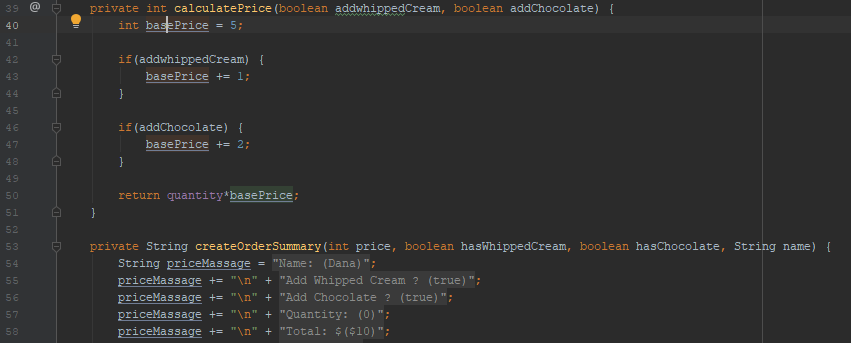 39 @ private int calculatePrice(boolean addwhippedCream, boolean addChocolate) {
40 int basePrice = 5;
41
42 if(addwhippedCream) {
43 basePrice += 1;
44 }
45
46 if(addChocolate) {
47 basePrice += 2;
48 }
49
50 return quantity*basePrice;
51 }
52
53 private String createOrderSummary(int price, boolean hasWhippedCream, boolean hasChocolate, String name) {
54 String priceMassage = "Name: (Dana)";
55 priceMassage += "\n" + "Add Whipped Cream ? (true)";
56 priceMassage += "\n" + "Add Chocolate ? (true)";
57 priceMassage += "\n" + "Quantity: (0)";
58 priceMassage += "\n" + "Total: $($10)";